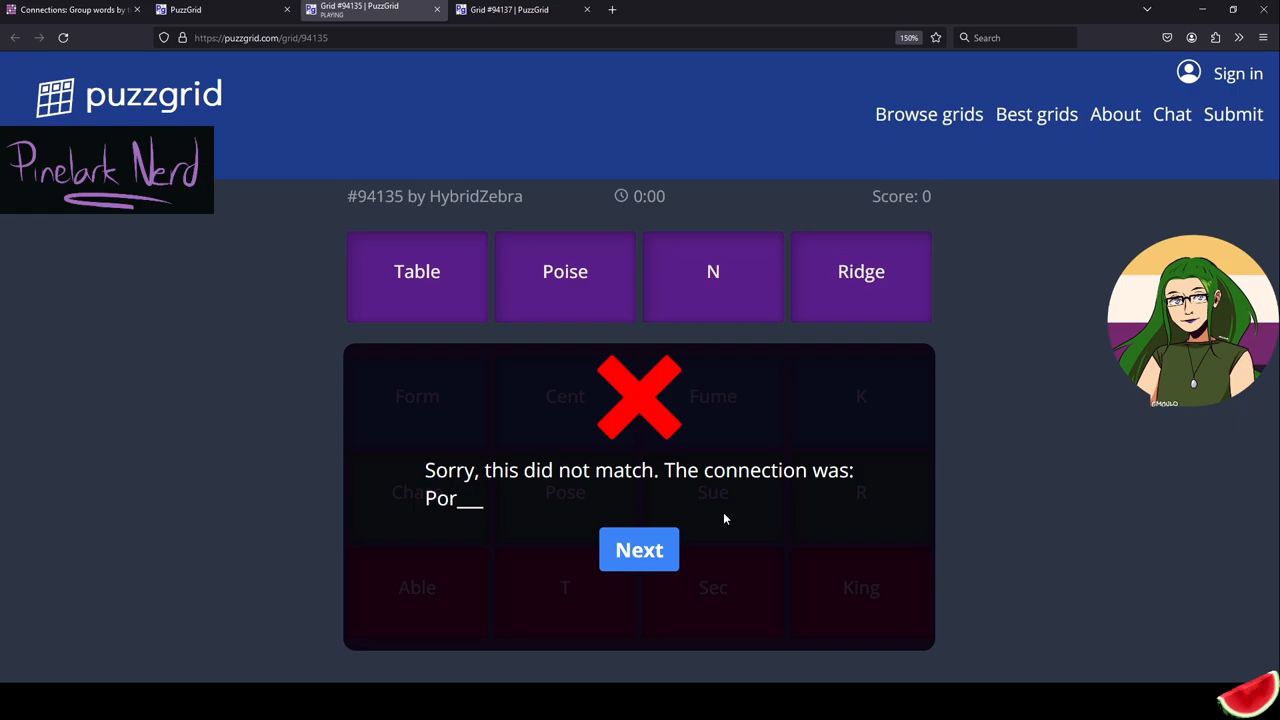 Connections: Group words by
PuzzGrid
Grid #94135 | PuzzGrid
PLAYING
Grid #94137 | PuzzGrid
https://puzzgrid.com/grid/94135
150%
Search
puzzgrid
Sign in
Browse grids
Best grids
About
Chat
Submit
Pinelark Nerd
#94135 by HybridZebra
0:00
Score: 0
Table
Poise
N
Ridge
Form
Cent
Fume
K
Sorry, this did not match. The connection was:
Por___
Pose
Sue
R
Next
Able
T
Sec
King